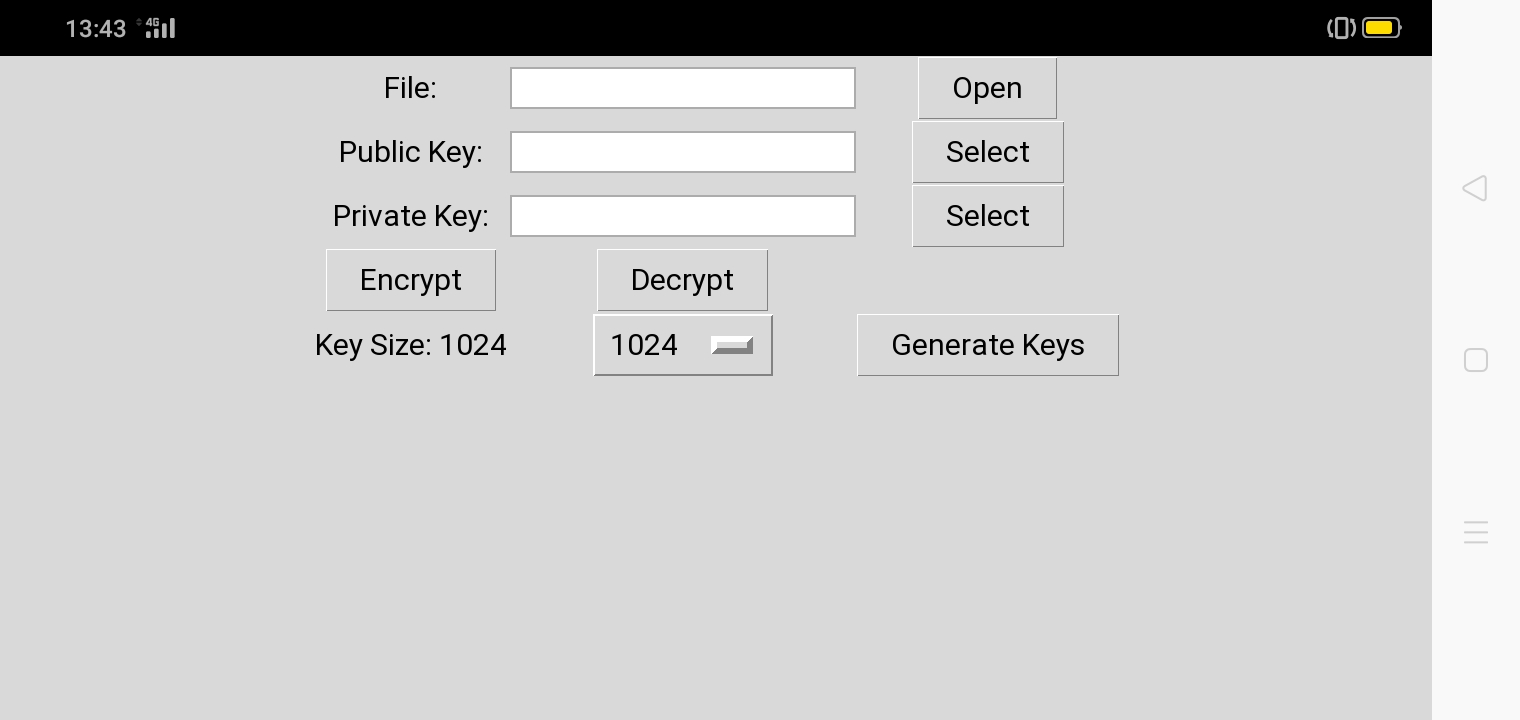 13:43 4G
File: Open
Public Key: Select
Private Key: Select
Encrypt Decrypt
Key Size: 1024 1024 Generate Keys